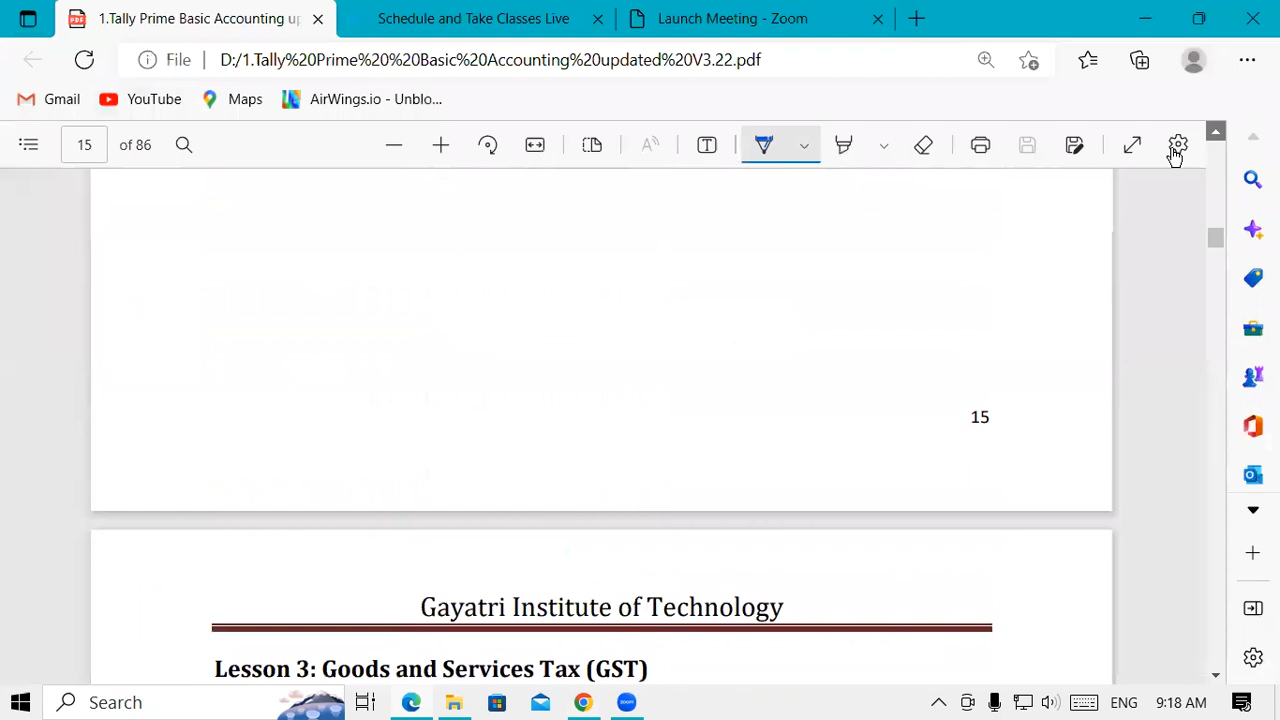 1.Tally Prime Basic Accounting up
Schedule and Take Classes Live
Launch Meeting - Zoom
File
D:/1.Tally%20Prime%20%20Basic%20Accounting%20updated%20V3.22.pdf
Gmail
YouTube
Maps
AirWings.io - Unblo...
15
of 86
15
Gayatri Institute of Technology
Lesson 3: Goods and Services Tax (GST)
Search
ENG
9:18 AM